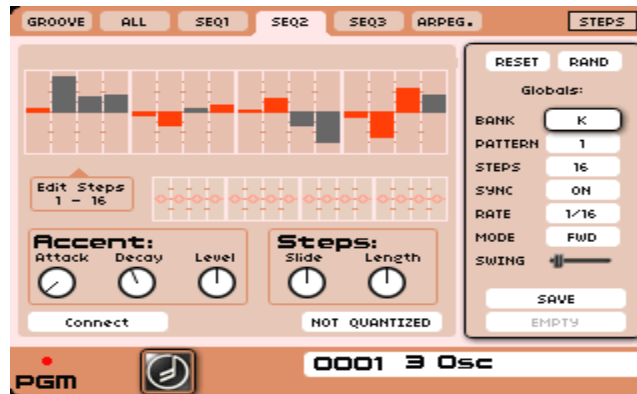 GROOVE ALL SEQ1 SEQ2 SEQ3 ARPEG. STEPS
RESET RAND
Globals:
BANK K
PATTERN 1
STEPS 16
SYNC ON
RATE 1/16
MODE FWD
SWING
SAVE
EMPTY
Edit Steps
1 - 16
Accent:
Attack Decay Level
Steps:
Slide Length
Connect
NOT QUANTIZED
PGM
0001 3 Osc